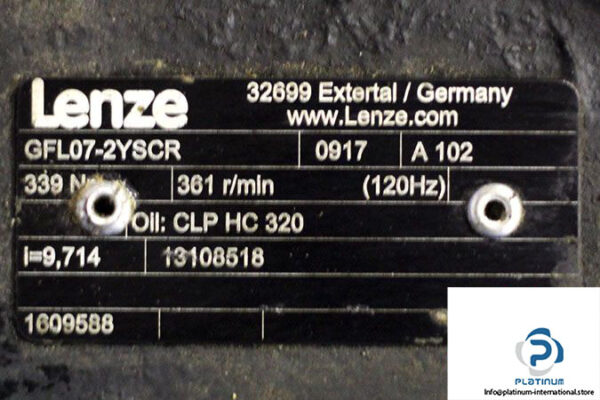 Lenze
32699 Extertal / Germany
www.Lenze.com
GFL07-2YSCR 0917 A 102
339 361 r/min (120Hz)
Oil: CLP HC 320
i=9,714 13108518
1609588
PLATINUM
Info@platinum-international.store